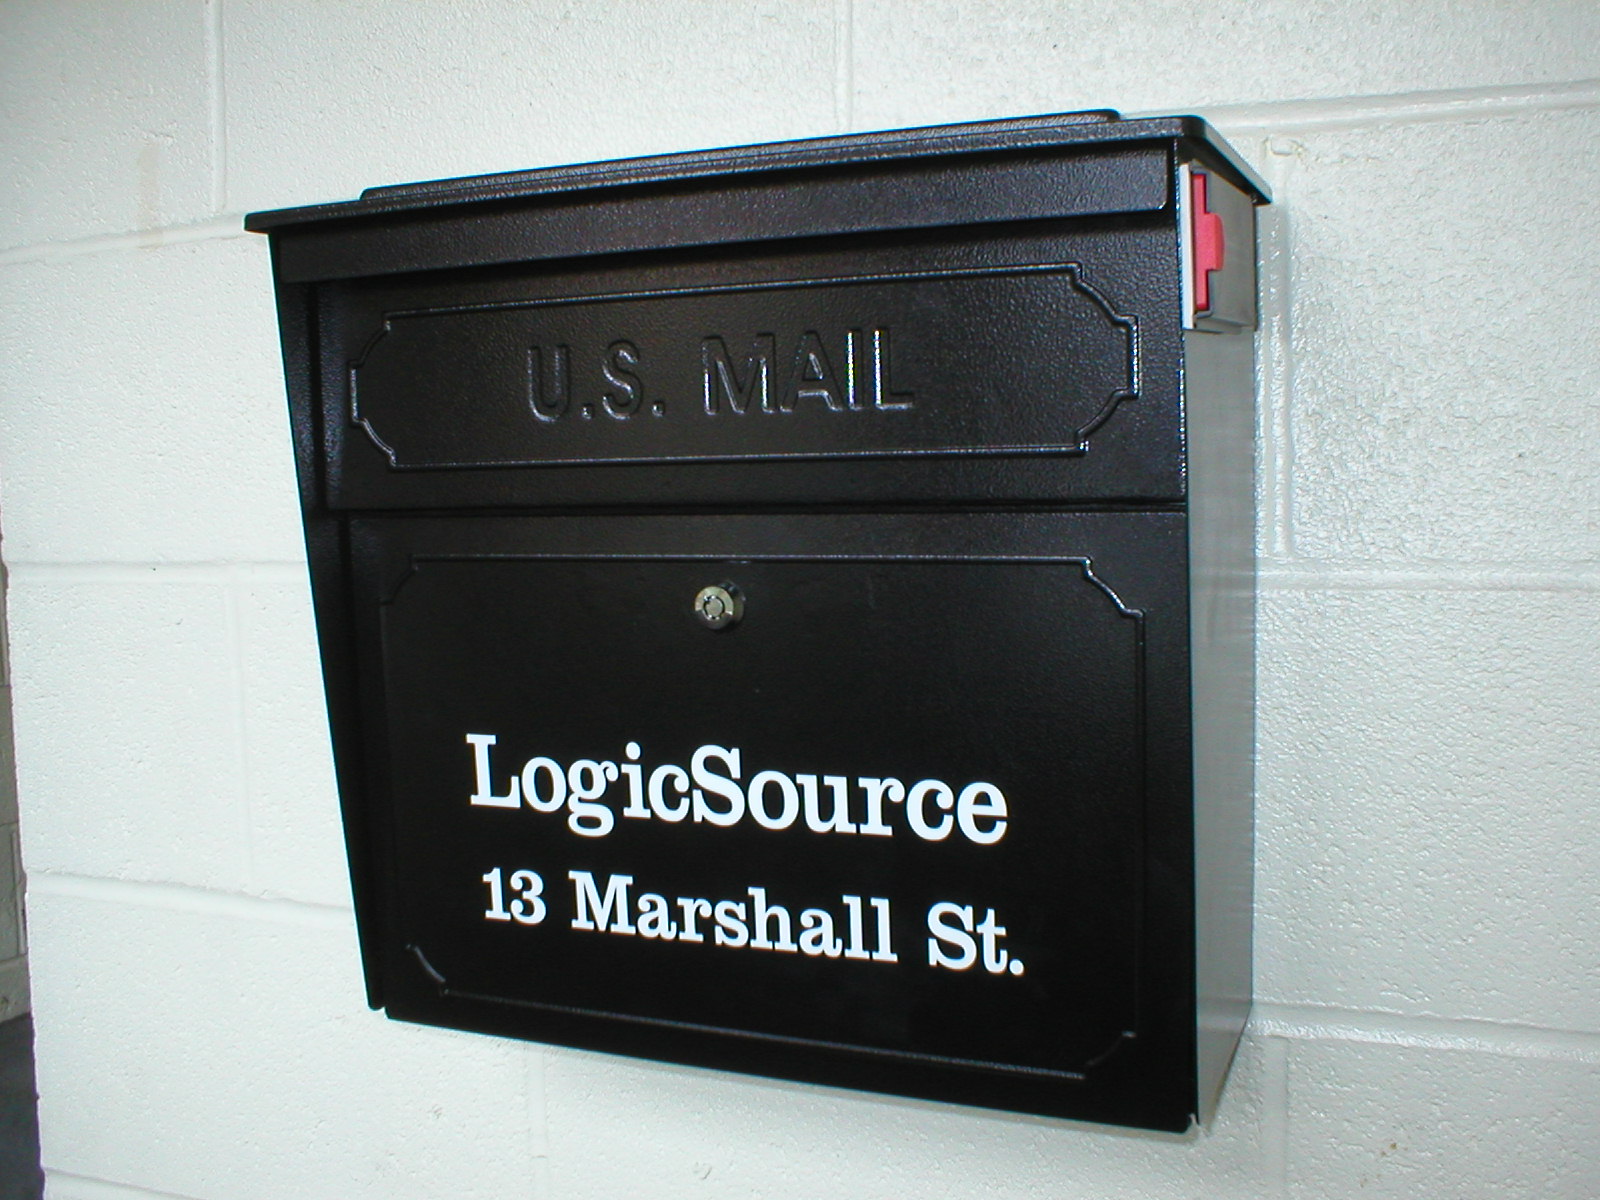 U.S. MAIL
LogicSource
13 Marshall St.